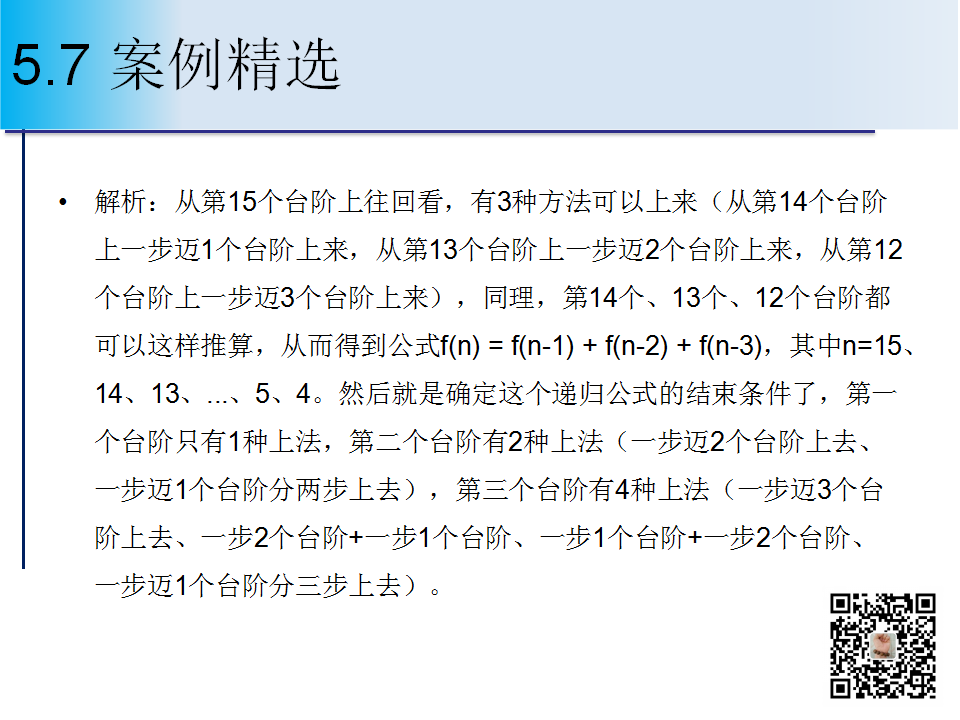 5.7 案例精选
• 解析：从第15个台阶上往回看，有3种方法可以上来（从第14个台阶
上一步迈1个台阶上来，从第13个台阶上一步迈2个台阶上来，从第12
个台阶上一步迈3个台阶上来），同理，第14个、13个、12个台阶都
可以这样推算，从而得到公式f(n) = f(n-1) + f(n-2) + f(n-3)，其中n=15、
14、13、...、5、4。然后就是确定这个递归公式的结束条件了，第一
个台阶只有1种上法，第二个台阶有2种上法（一步迈2个台阶上去、
一步迈1个台阶分两步上去），第三个台阶有4种上法（一步迈3个台
阶上去、一步2个台阶+一步1个台阶、一步1个台阶+一步2个台阶、
一步迈1个台阶分三步上去）。